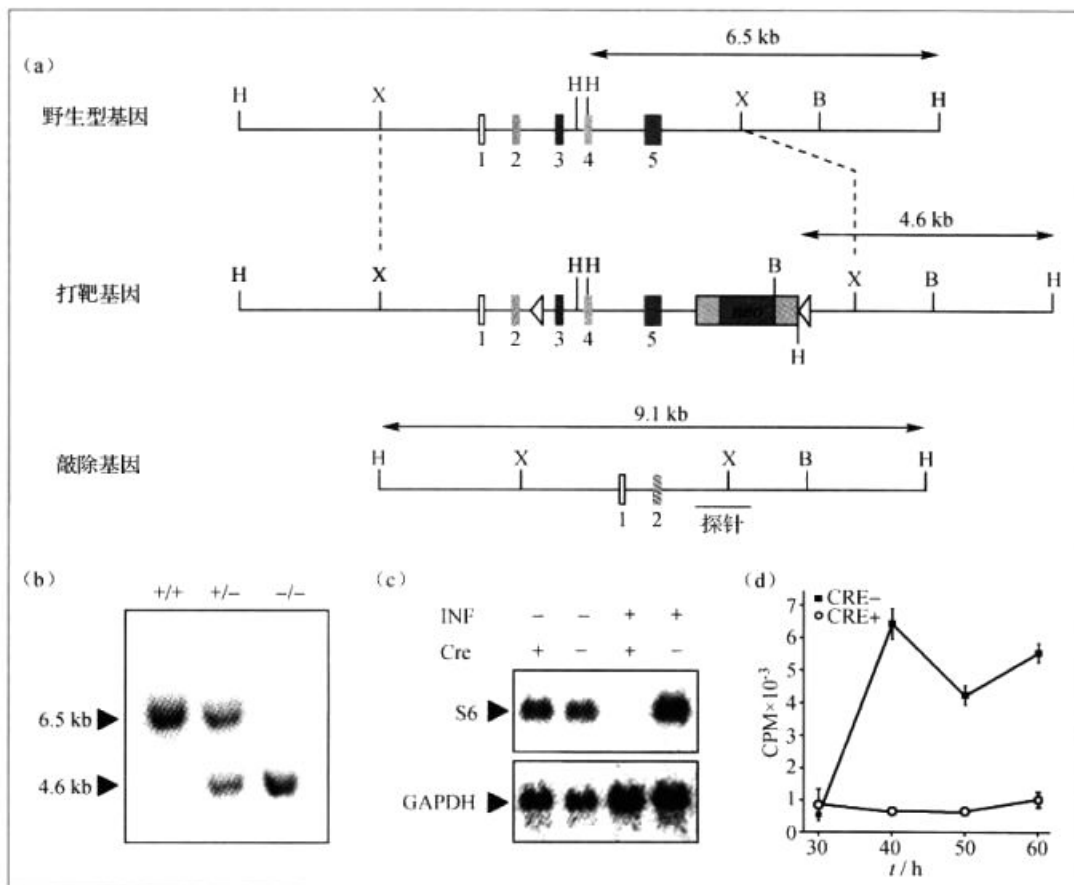 (a)
6.5 kb
野生型基因 H X H H X B H
1 2 3 4 5
4.6 kb
打靶基因 H X H H B X B H
neo
1 2 3 4 5 H
9.1 kb
敲除基因 H X X B H
1 2 探针
(b)
+/+ +/− −/−
6.5 kb
4.6 kb
(c)
INF − − + +
Cre + − + −
S6
GAPDH
(d)
CRE−
CRE+
CPM×10⁻³
7
6
5
4
3
2
1
0
30 40 50 60
t / h